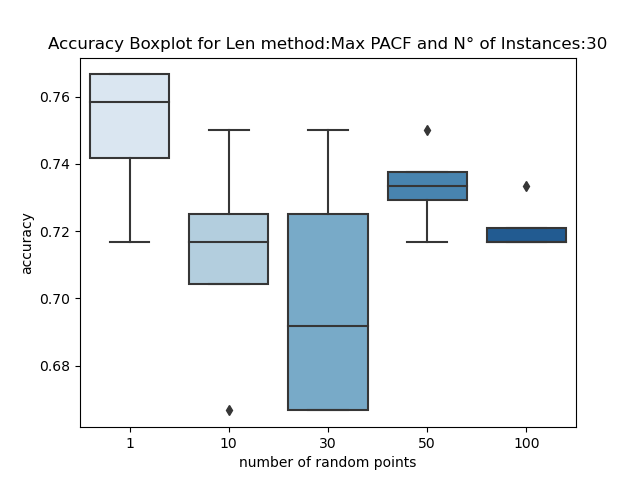 Accuracy Boxplot for Len method:Max PACF and N° of Instances:30
0.76
0.74
0.72
0.70
0.68
accuracy
1 10 30 50 100
number of random points